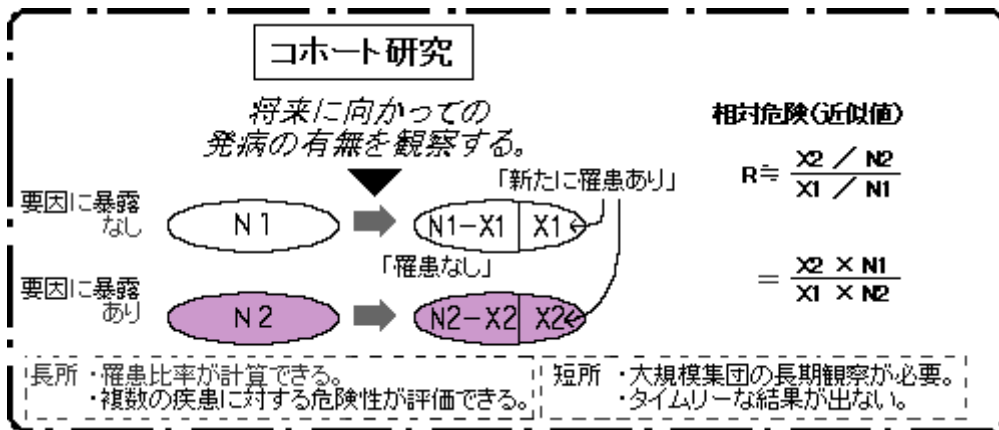 コホート研究
将来に向かっての
発病の有無を観察する。
相対危険(近似値)
R≒ X2 / N2
X1 / N1
= X2 × N1
X1 × N2
「新たに罹患あり」
要因に暴露
なし
N1
N1-X1
X1
「罹患なし」
要因に暴露
あり
N2
N2-X2
X2
長所 ・罹患比率が計算できる。
・複数の疾患に対する危険性が評価できる。
短所 ・大規模集団の長期観察が必要。
・タイムリーな結果が出ない。